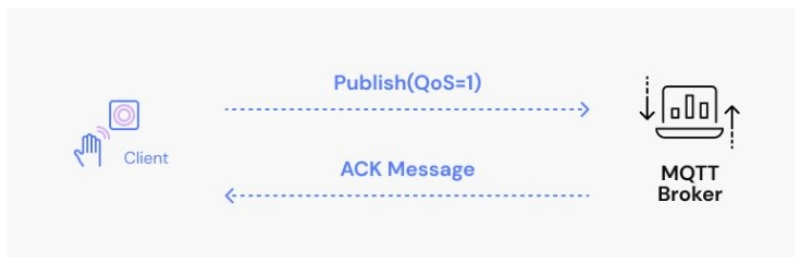 Publish(QoS=1)
Client
ACK Message
MQTT
Broker